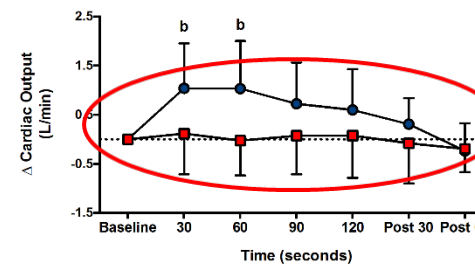 b b
2.5
1.5
0.5
-0.5
-1.5
Δ Cardiac Output
(L/min)
Baseline 30 60 90 120 Post 30 Post
Time (seconds)